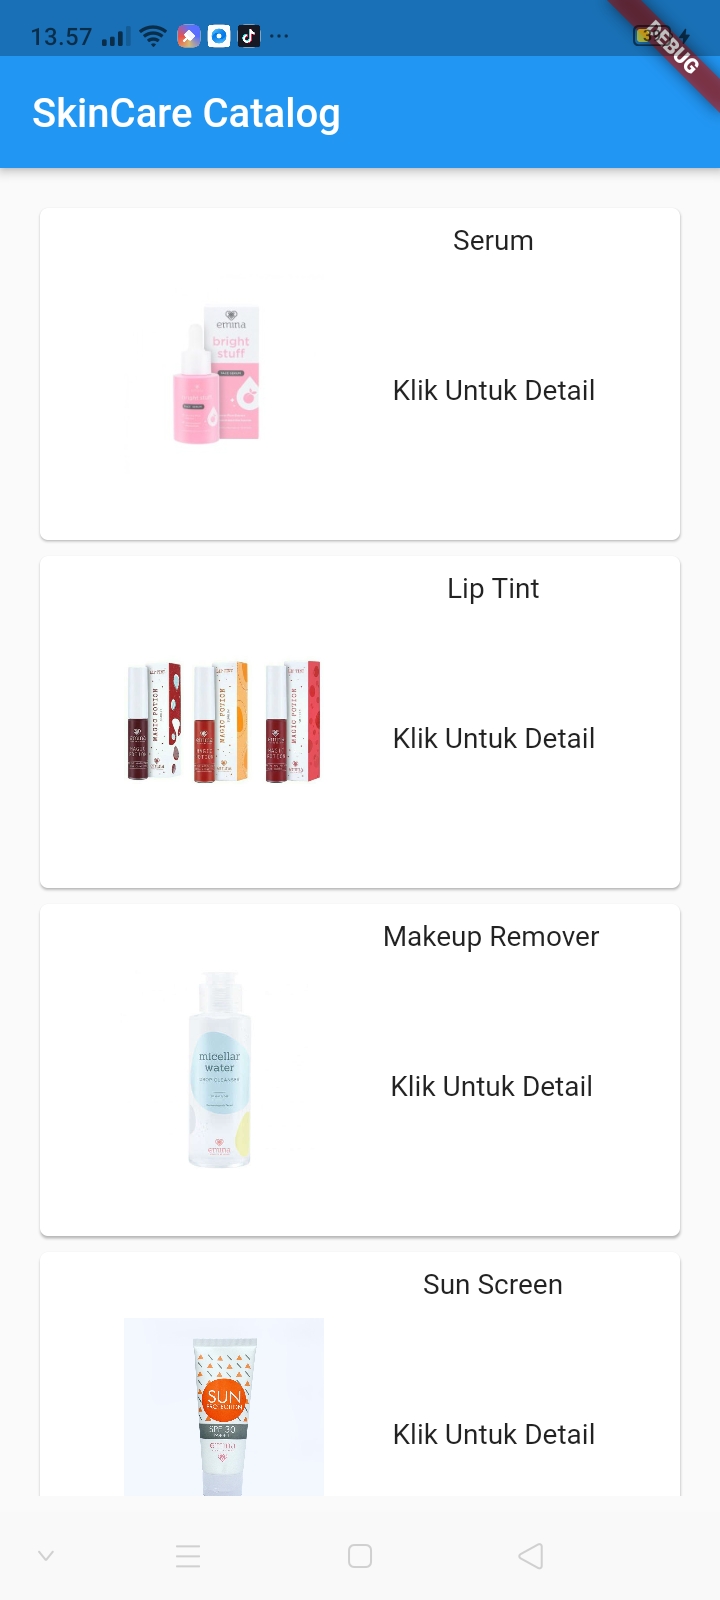 13.57
DEBUG
SkinCare Catalog
Serum
emina
bright
stuff
Klik Untuk Detail
Lip Tint
MAGIC POTION
MAGIC POTION
MAGIC POTION
Klik Untuk Detail
Makeup Remover
micellar
water
emina
Klik Untuk Detail
Sun Screen
SUN
PROTECTION
SPF 30
emina
Klik Untuk Detail